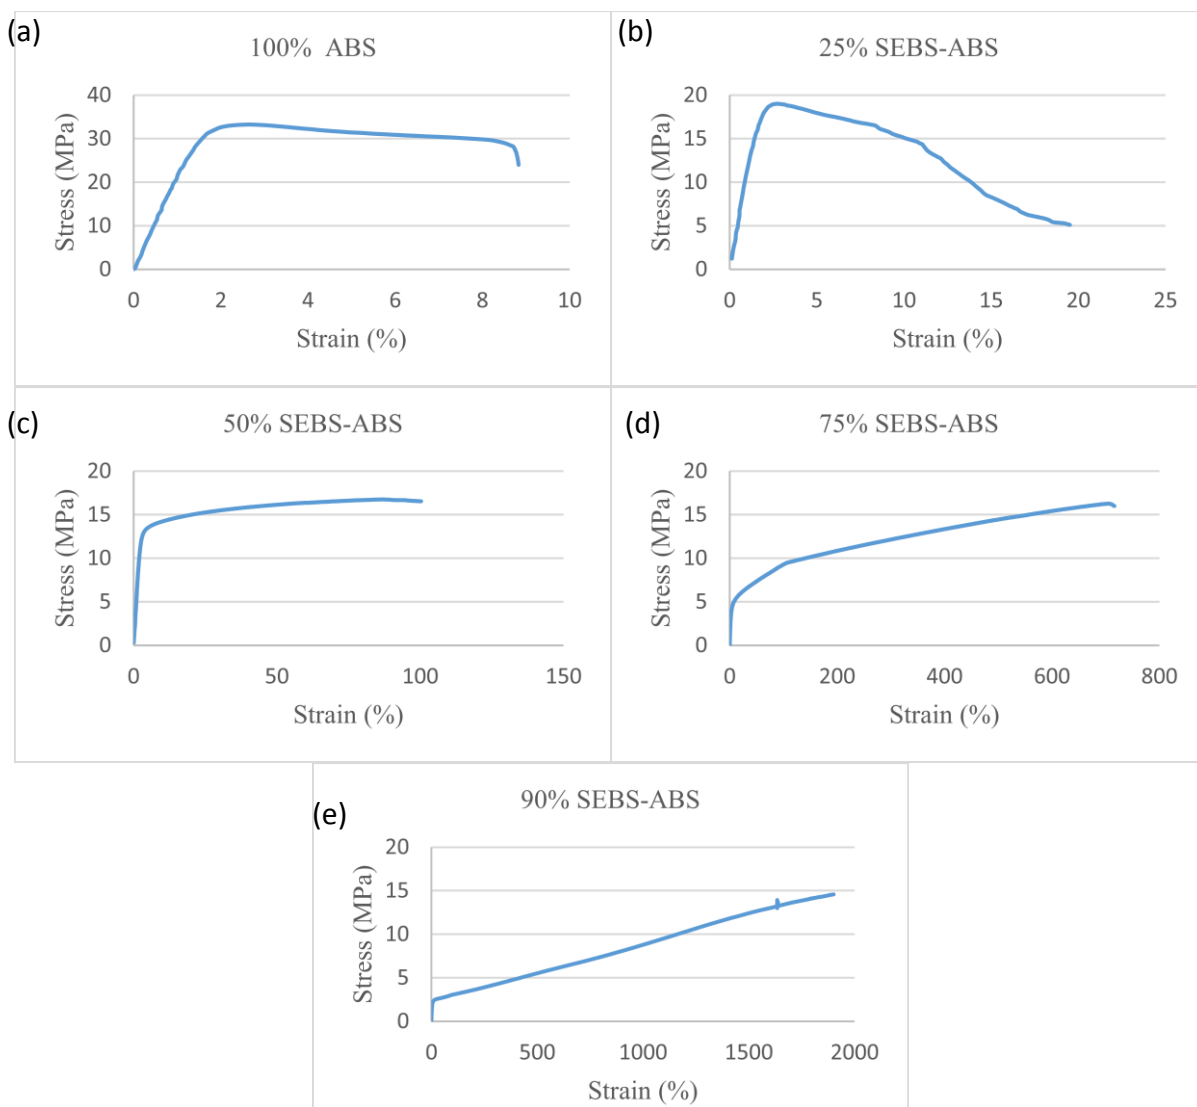 (a)
100%  ABS
Stress (MPa)
40
30
20
10
0
0 2 4 6 8 10
Strain (%)
(b)
25% SEBS-ABS
Stress (MPa)
20
15
10
5
0
0 5 10 15 20 25
Strain (%)
(c)
50% SEBS-ABS
Stress (MPa)
20
15
10
5
0
0 50 100 150
Strain (%)
(d)
75% SEBS-ABS
Stress (MPa)
20
15
10
5
0
0 200 400 600 800
Strain (%)
(e)
90% SEBS-ABS
Stress (MPa)
20
15
10
5
0
0 500 1000 1500 2000
Strain (%)